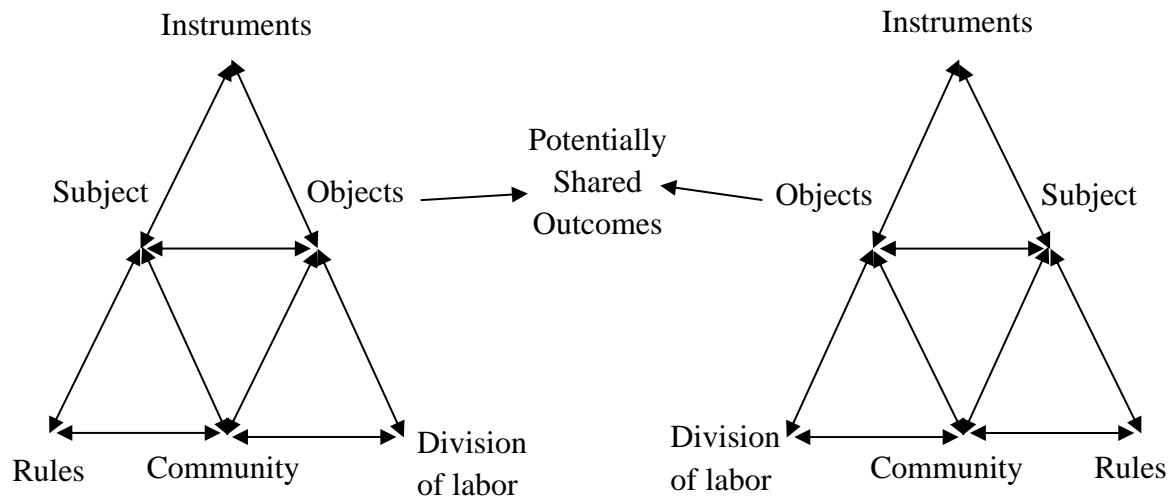 Instruments
Instruments
Potentially
Shared
Outcomes
Subject
Objects
Objects
Subject
Rules
Community
Division
of labor
Division
of labor
Community
Rules